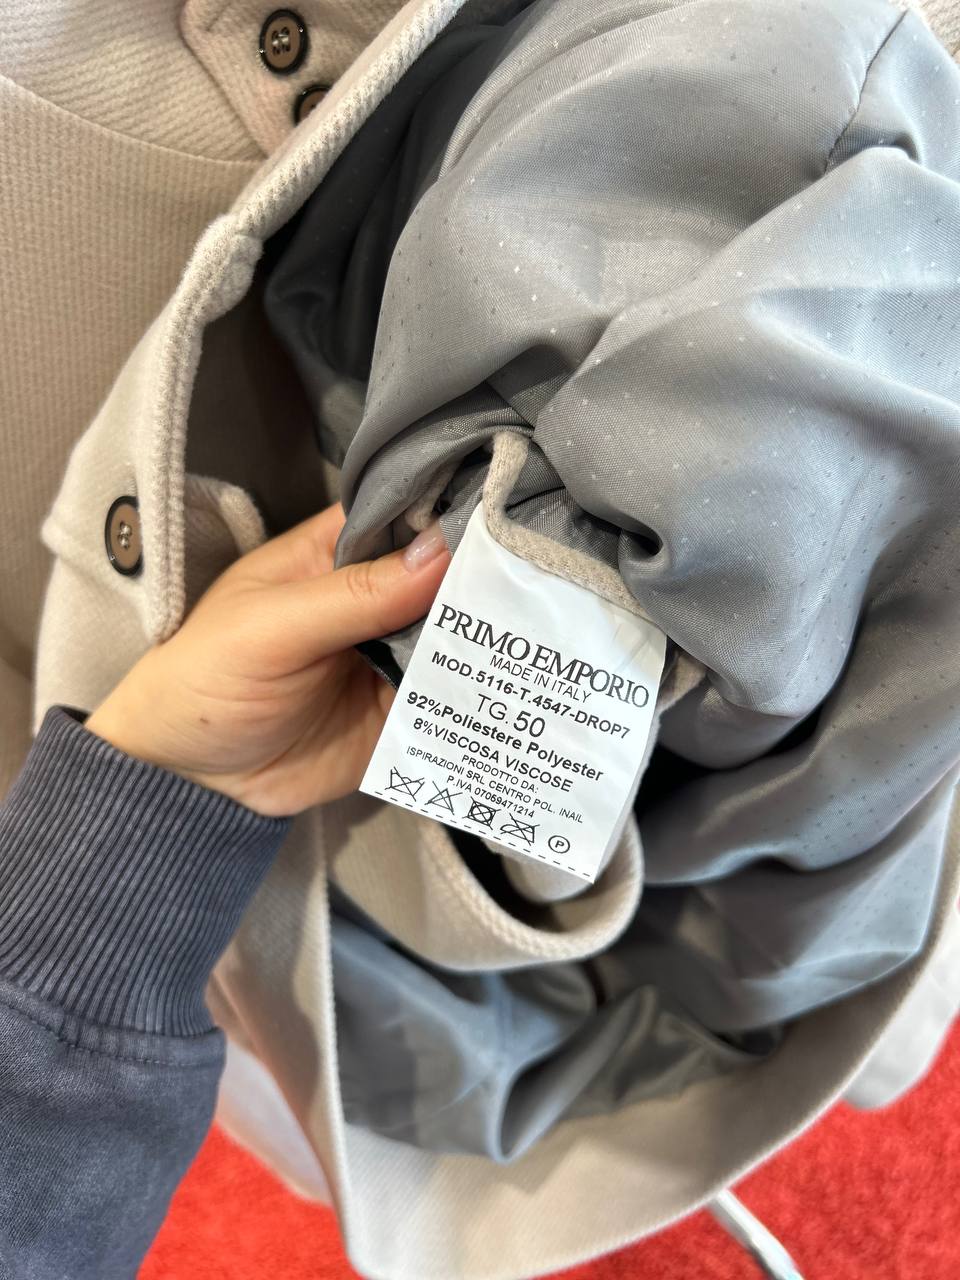 PRIMO EMPORIO
MADE IN ITALY
MOD.5116-T.4547-DROP7
TG. 50
92%Poliestere Polyester
8%VISCOSA VISCOSE
PRODOTTO DA:
ISPIRAZIONI SRL CENTRO POL. INAIL
P.IVA 07059471214
P